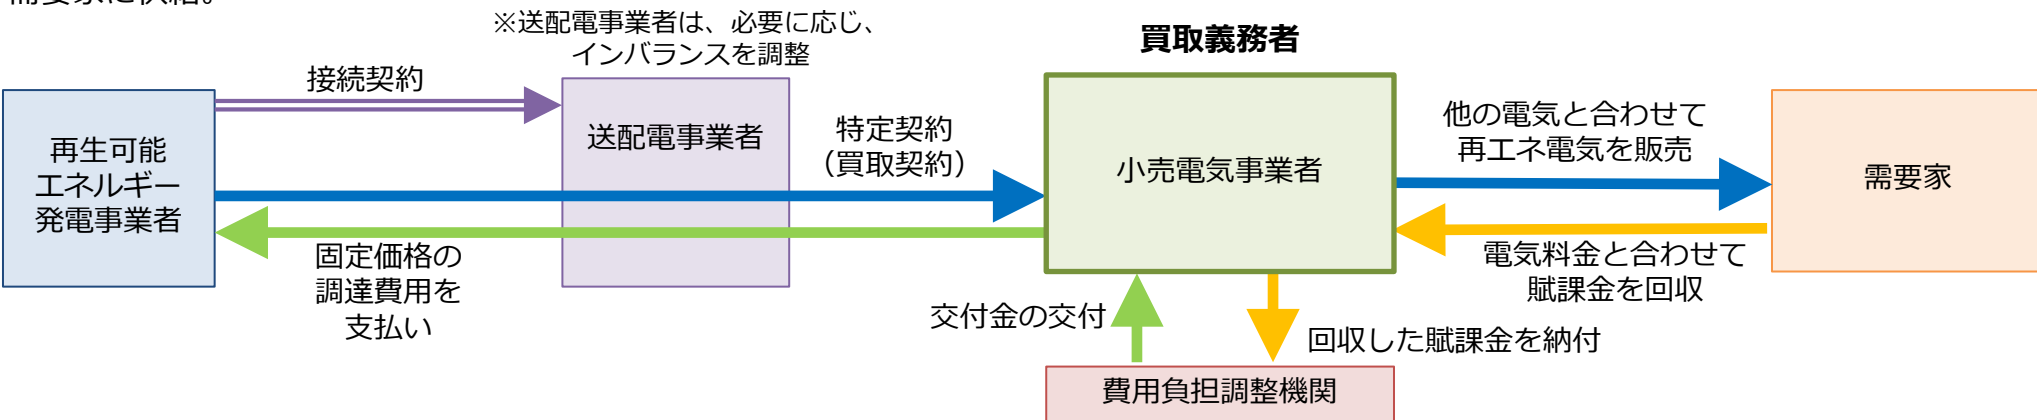 需要家に供給。
※送配電事業者は、必要に応じ、
インバランスを調整
買取義務者
接続契約
再生可能
エネルギー
発電事業者
送配電事業者
特定契約
（買取契約）
小売電気事業者
他の電気と合わせて
再エネ電気を販売
需要家
固定価格の
調達費用を
支払い
電気料金と合わせて
賦課金を回収
交付金の交付
回収した賦課金を納付
費用負担調整機関